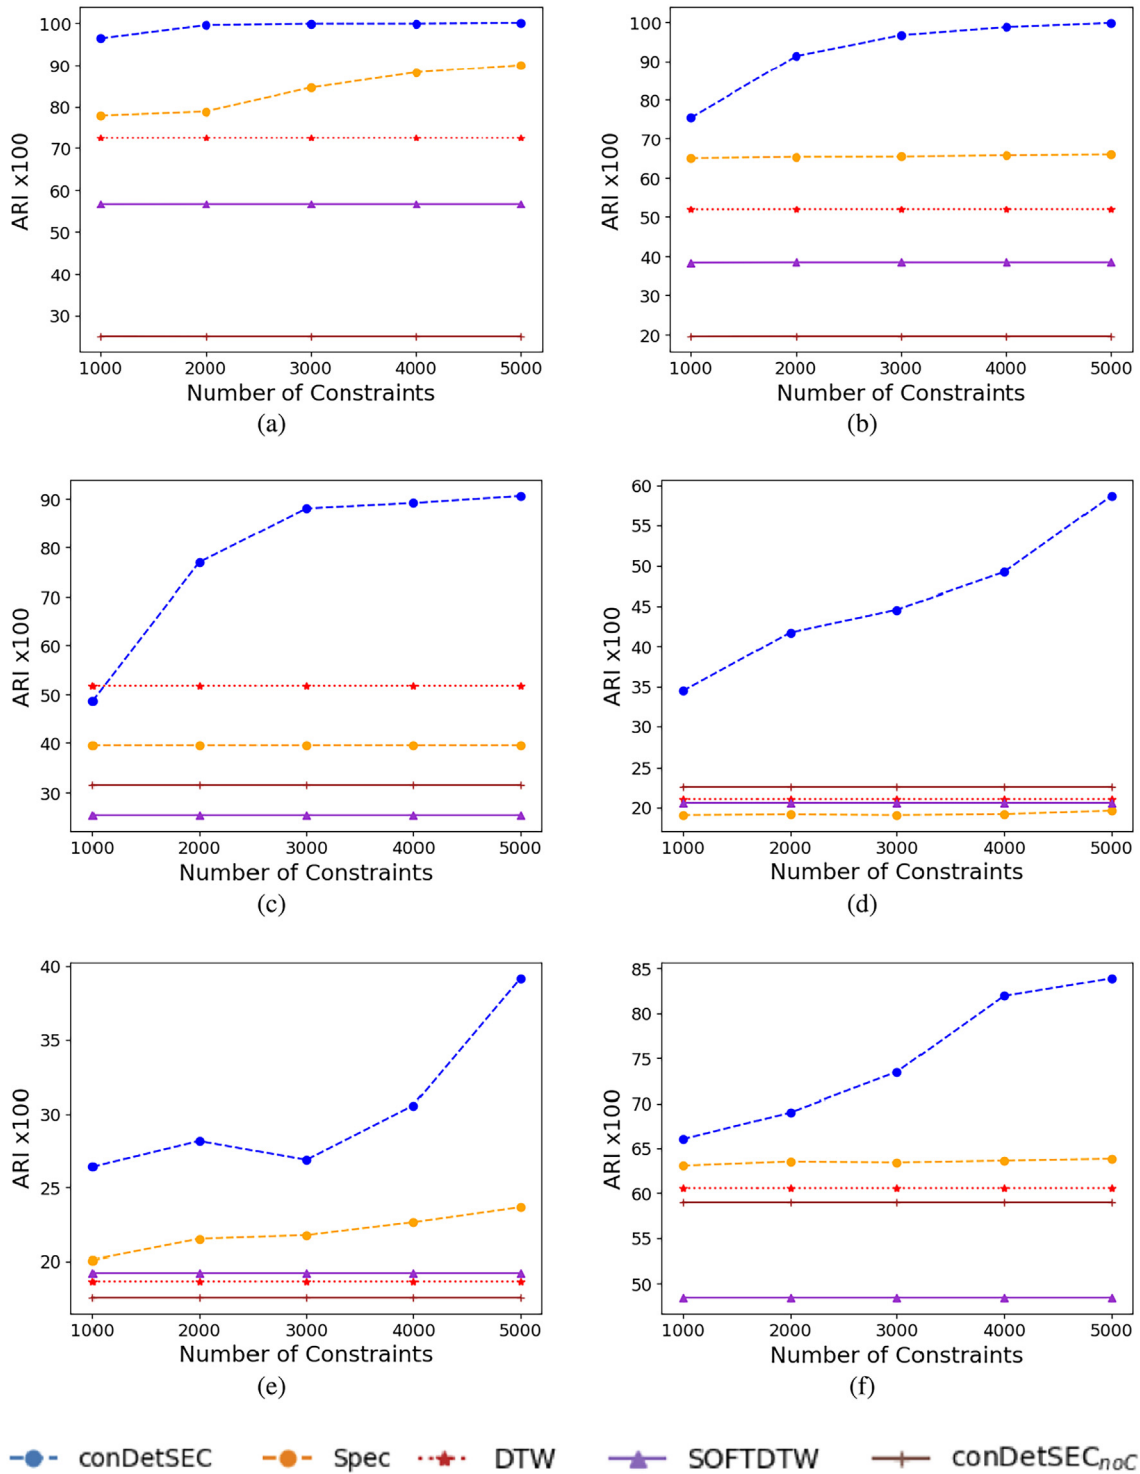 100
90
80
70
60
50
40
30
ARI x100
1000 2000 3000 4000 5000
Number of Constraints
(a)
100
90
80
70
60
50
40
30
20
ARI x100
1000 2000 3000 4000 5000
Number of Constraints
(b)
90
80
70
60
50
40
30
ARI x100
1000 2000 3000 4000 5000
Number of Constraints
(c)
60
55
50
45
40
35
30
25
20
ARI x100
1000 2000 3000 4000 5000
Number of Constraints
(d)
40
35
30
25
20
ARI x100
1000 2000 3000 4000 5000
Number of Constraints
(e)
85
80
75
70
65
60
55
50
ARI x100
1000 2000 3000 4000 5000
Number of Constraints
(f)
conDetSEC Spec DTW SOFTDTW conDetSEC_noC